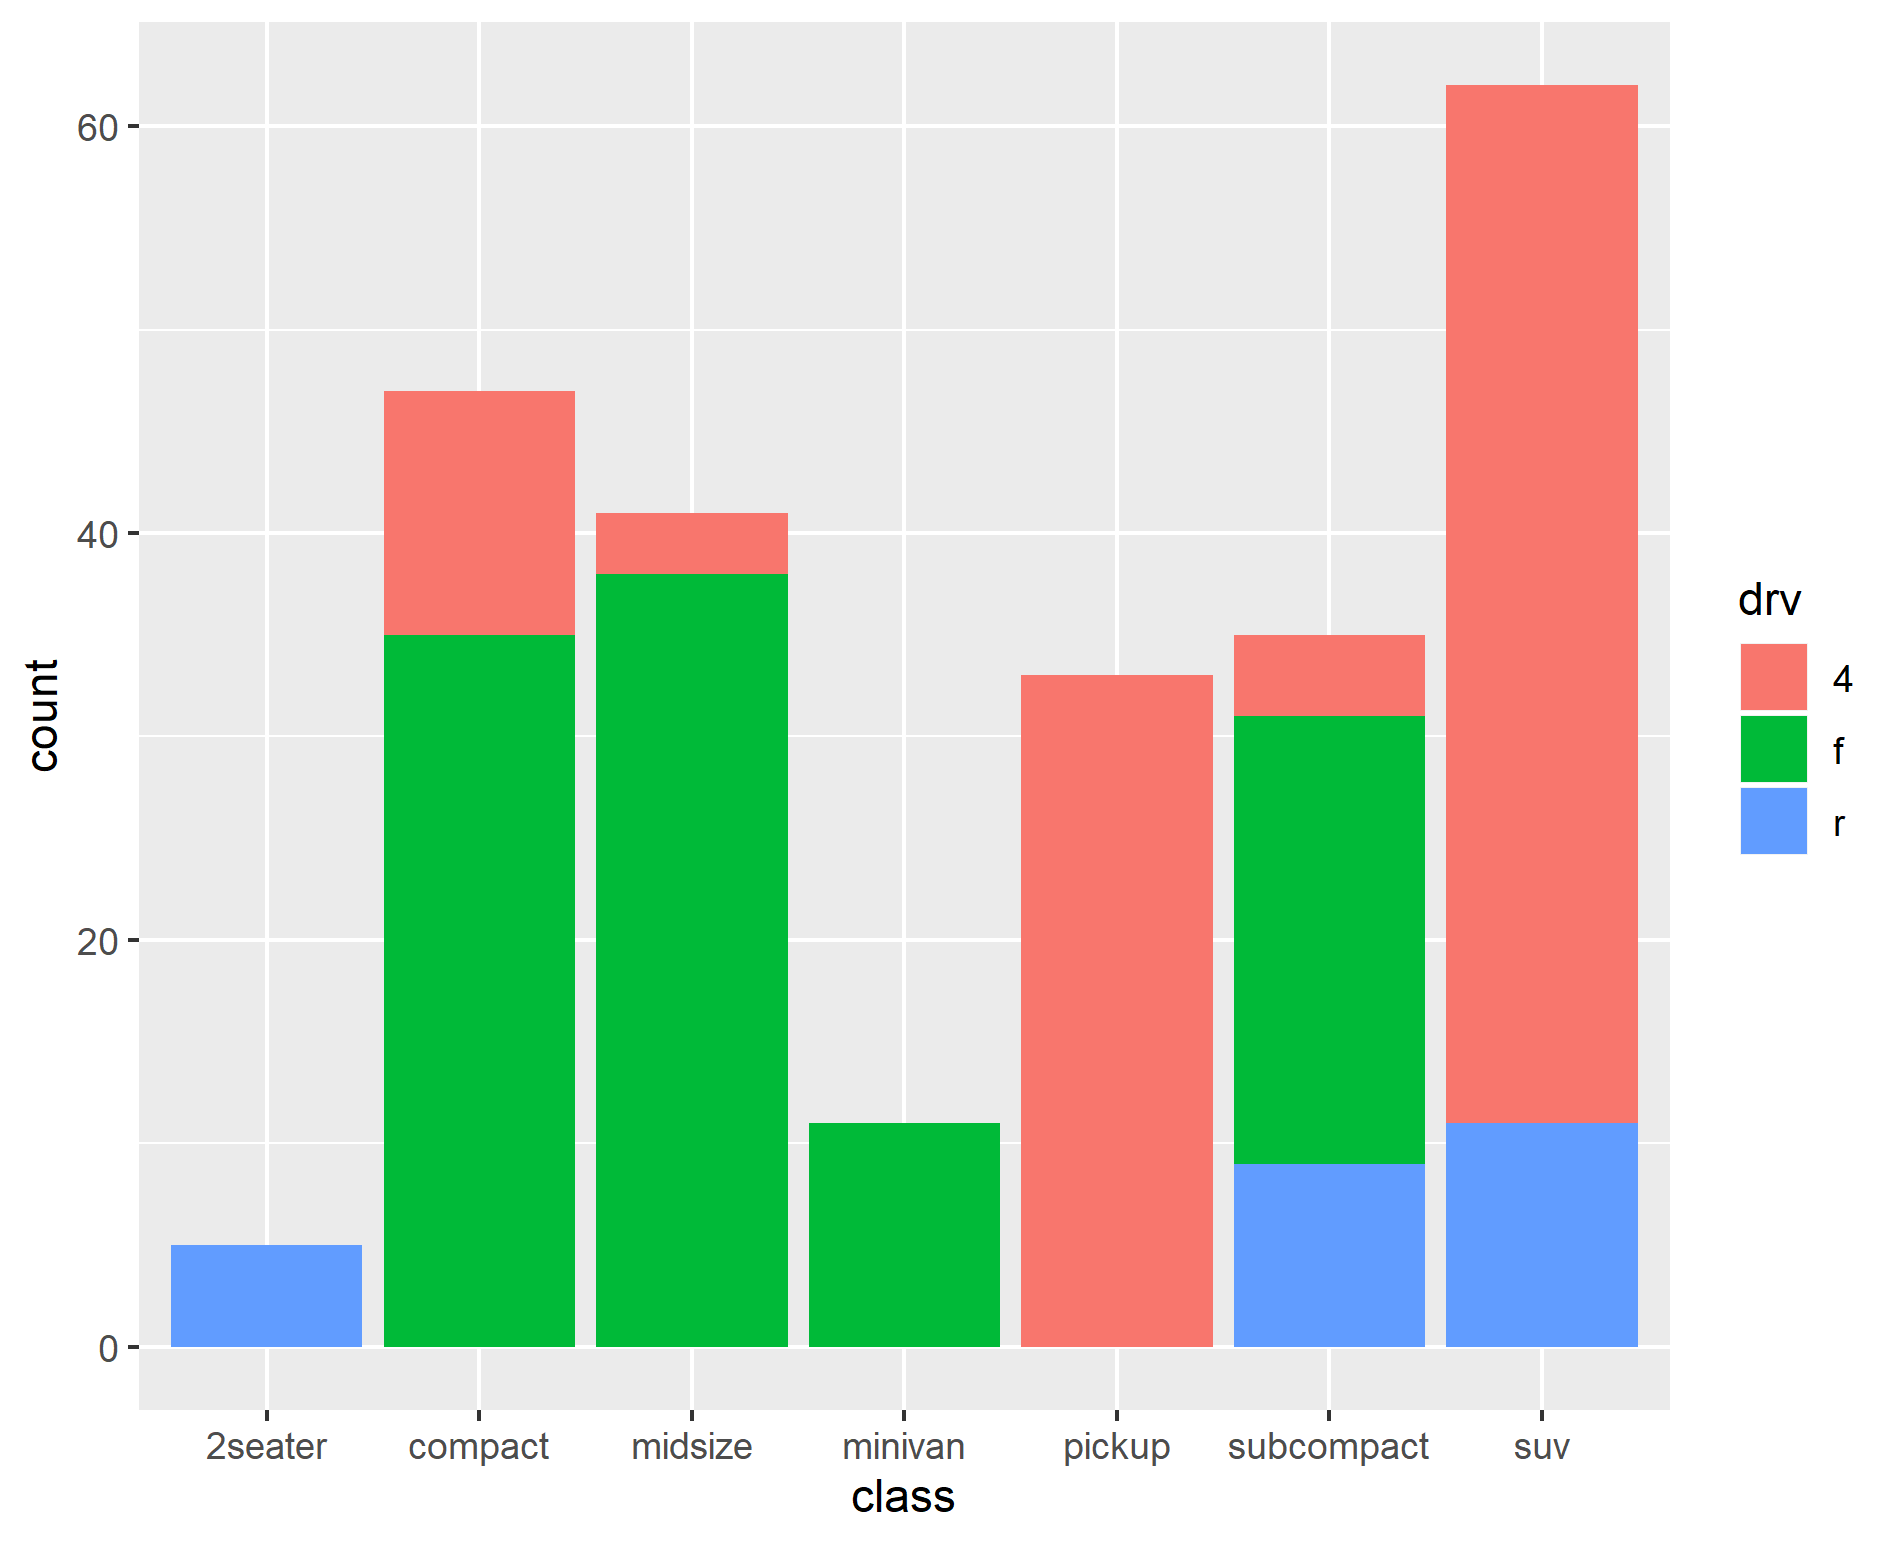 60
40
20
0
count
2seater compact midsize minivan pickup subcompact suv
class
drv
4
f
r